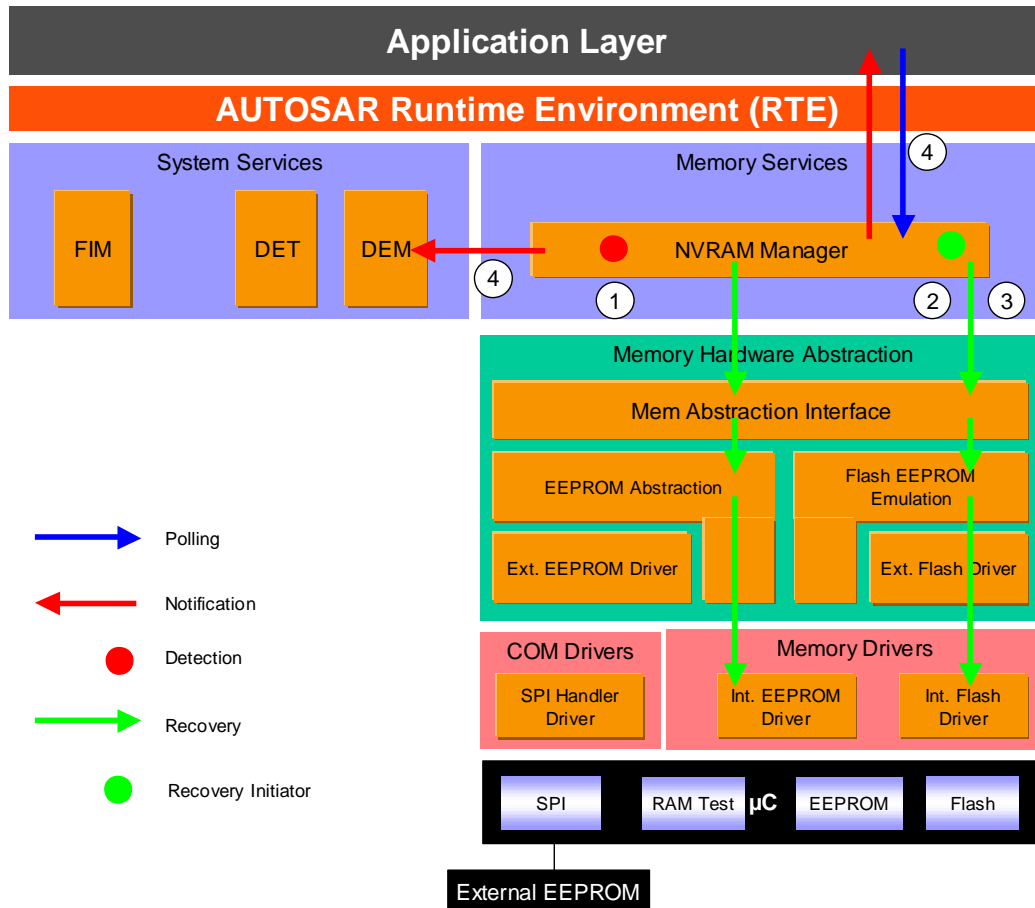 Application Layer
AUTOSAR Runtime Environment (RTE)
System Services
Memory Services
4
FIM
DET
DEM
NVRAM Manager
4
1
2
3
Memory Hardware Abstraction
Mem Abstraction Interface
EEPROM Abstraction
Flash EEPROM
Emulation
Ext. EEPROM Driver
Ext. Flash Driver
Polling
Notification
Detection
Recovery
Recovery Initiator
COM Drivers
Memory Drivers
SPI Handler
Driver
Int. EEPROM
Driver
Int. Flash
Driver
SPI
RAM Test
µC
EEPROM
Flash
External EEPROM